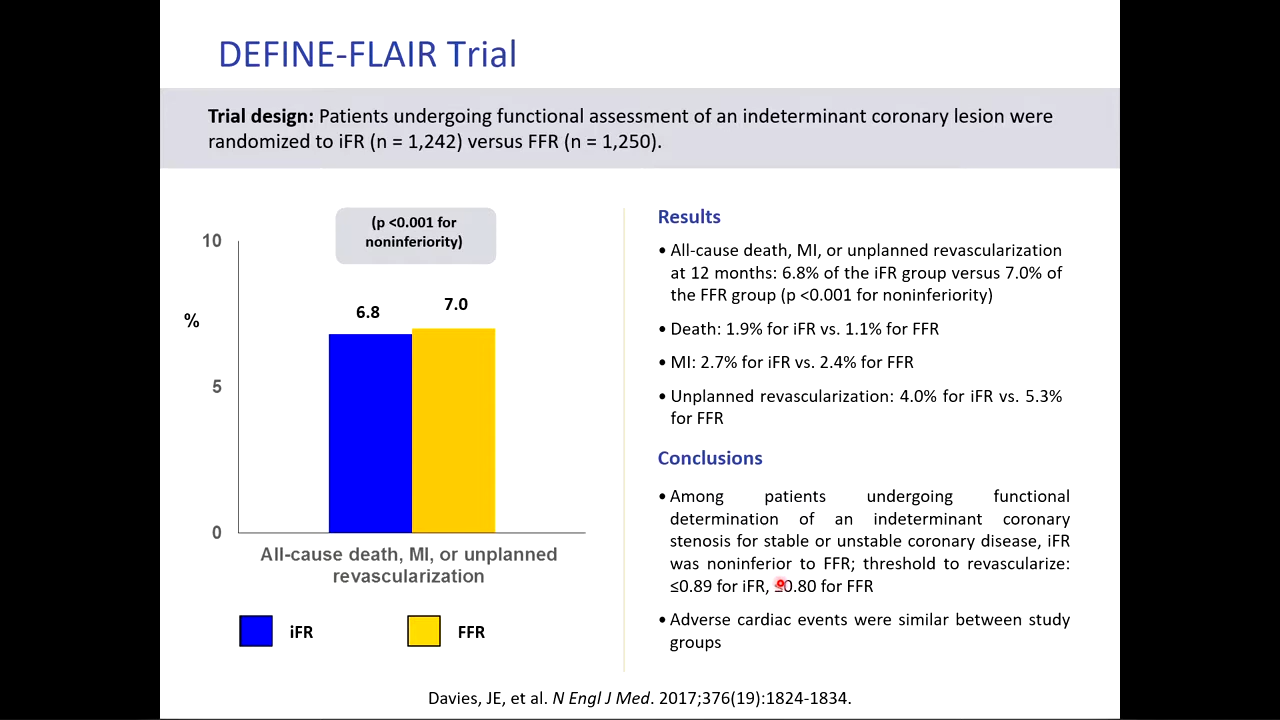 DEFINE-FLAIR Trial
Trial design: Patients undergoing functional assessment of an indeterminant coronary lesion were
randomized to iFR (n = 1,242) versus FFR (n = 1,250).
(p <0.001 for
noninferiority)
10
%
5
0
6.8
7.0
All-cause death, MI, or unplanned
revascularization
iFR
FFR
Results
• All-cause death, MI, or unplanned revascularization
at 12 months: 6.8% of the iFR group versus 7.0% of
the FFR group (p <0.001 for noninferiority)
• Death: 1.9% for iFR vs. 1.1% for FFR
• MI: 2.7% for iFR vs. 2.4% for FFR
• Unplanned revascularization: 4.0% for iFR vs. 5.3%
for FFR
Conclusions
• Among patients undergoing functional
determination of an indeterminant coronary
stenosis for stable or unstable coronary disease, iFR
was noninferior to FFR; threshold to revascularize:
≤0.89 for iFR, ≤0.80 for FFR
• Adverse cardiac events were similar between study
groups
Davies, JE, et al. N Engl J Med. 2017;376(19):1824-1834.